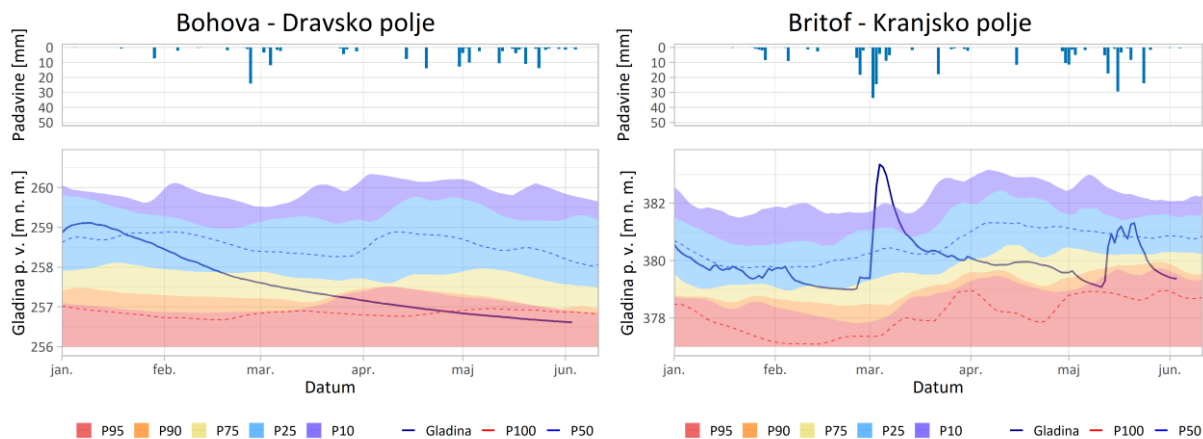 Bohova - Dravsko polje
Padavine [mm]
0
10
20
30
40
50
Gladina p. v. [m n. m.]
260
259
258
257
256
jan. feb. mar. apr. maj jun.
Datum
P95 P90 P75 P25 P10 Gladina P100 P50
Britof - Kranjsko polje
Padavine [mm]
0
10
20
30
40
50
Gladina p. v. [m n. m.]
382
380
378
jan. feb. mar. apr. maj jun.
Datum
P95 P90 P75 P25 P10 Gladina P100 P50